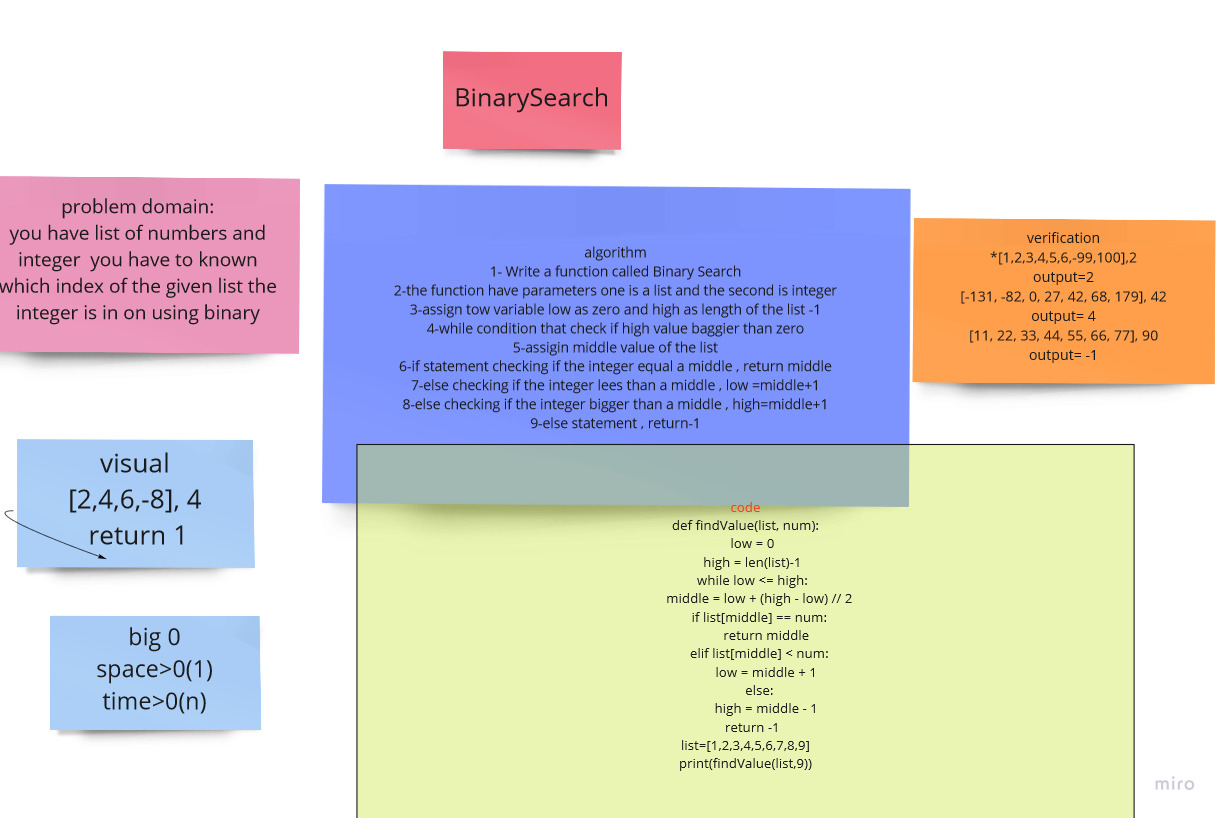 BinarySearch
problem domain:
you have list of numbers and
integer you have to known
which index of the given list the
integer is in on using binary
algorithm
1- Write a function called Binary Search
2-the function have parameters one is a list and the second is integer
3-assign tow variable low as zero and high as length of the list -1
4-while condition that check if high value baggier than zero
5-assigin middle value of the list
6-if statement checking if the integer equal a middle , return middle
7-else checking if the integer lees than a middle , low =middle+1
8-else checking if the integer bigger than a middle , high=middle+1
9-else statement , return-1
verification
*[1,2,3,4,5,6,-99,100],2
output=2
[-131, -82, 0, 27, 42, 68, 179], 42
output= 4
[11, 22, 33, 44, 55, 66, 77], 90
output= -1
visual
[2,4,6,-8], 4
return 1
big 0
space>0(1)
time>0(n)
code
def findValue(list, num):
low = 0
high = len(list)-1
while low <= high:
middle = low + (high - low) // 2
if list[middle] == num:
return middle
elif list[middle] < num:
low = middle + 1
else:
high = middle - 1
return -1
list=[1,2,3,4,5,6,7,8,9]
print(findValue(list,9))
miro